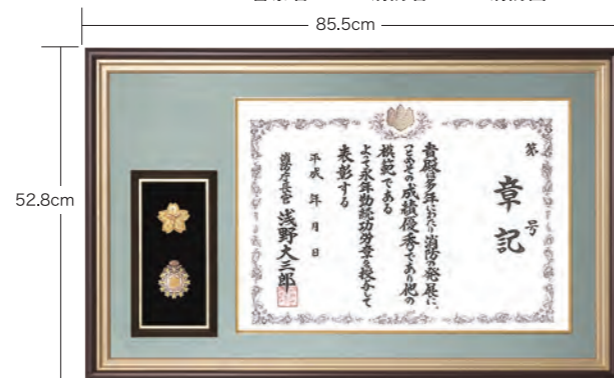 85.5cm
52.8cm
第　号
章記
貴殿は多年にわたり消防の発展に、
つとめその成績優秀であり他の
模範である
よって永年勤続功労章を授与して
表彰する
平成　年　月　日
消防庁長官　浅野大三郎